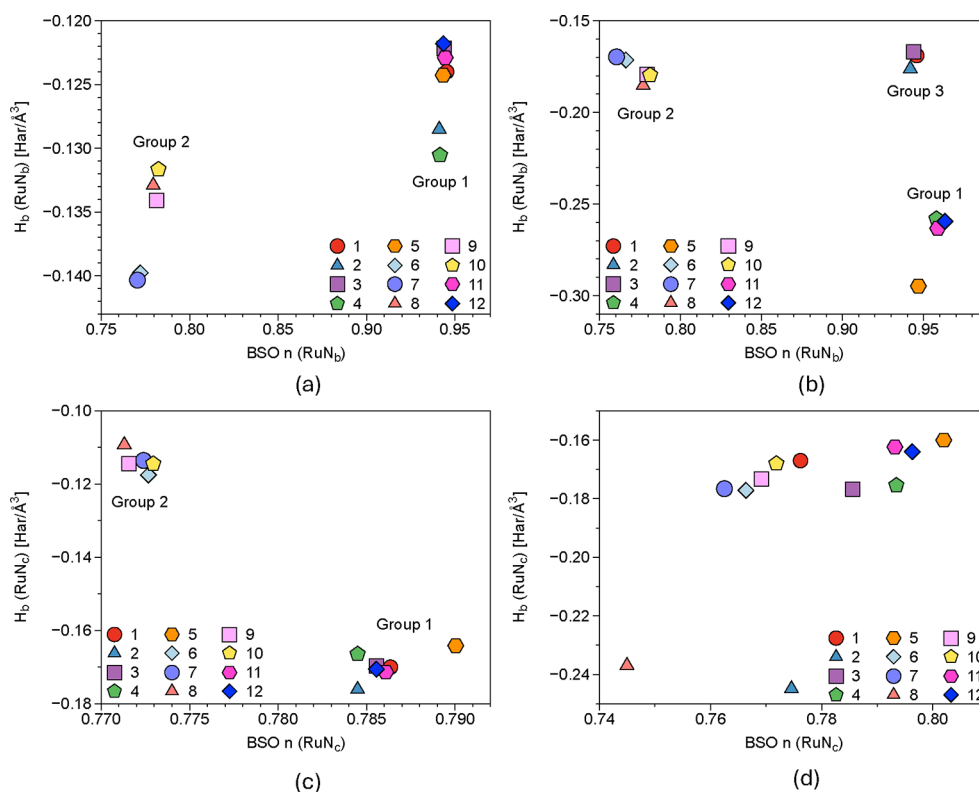 −0.120
−0.125
−0.130
−0.135
−0.140
H_b (RuN_b) [Har/Å³]
Group 2
Group 1
1 5 9
2 6 10
3 7 11
4 8 12
0.75 0.80 0.85 0.90 0.95
BSO n (RuN_b)
(a)
−0.15
−0.20
−0.25
−0.30
H_b (RuN_b) [Har/Å³]
Group 2
Group 3
Group 1
1 5 9
2 6 10
3 7 11
4 8 12
0.75 0.80 0.85 0.90 0.95
BSO n (RuN_b)
(b)
−0.10
−0.12
−0.14
−0.16
−0.18
H_b (RuN_c) [Har/Å³]
Group 2
Group 1
1 5 9
2 6 10
3 7 11
4 8 12
0.770 0.775 0.780 0.785 0.790
BSO n (RuN_c)
(c)
−0.16
−0.18
−0.20
−0.22
−0.24
H_b (RuN_c) [Har/Å³]
1 5 9
2 6 10
3 7 11
4 8 12
0.74 0.76 0.78 0.80
BSO n (RuN_c)
(d)